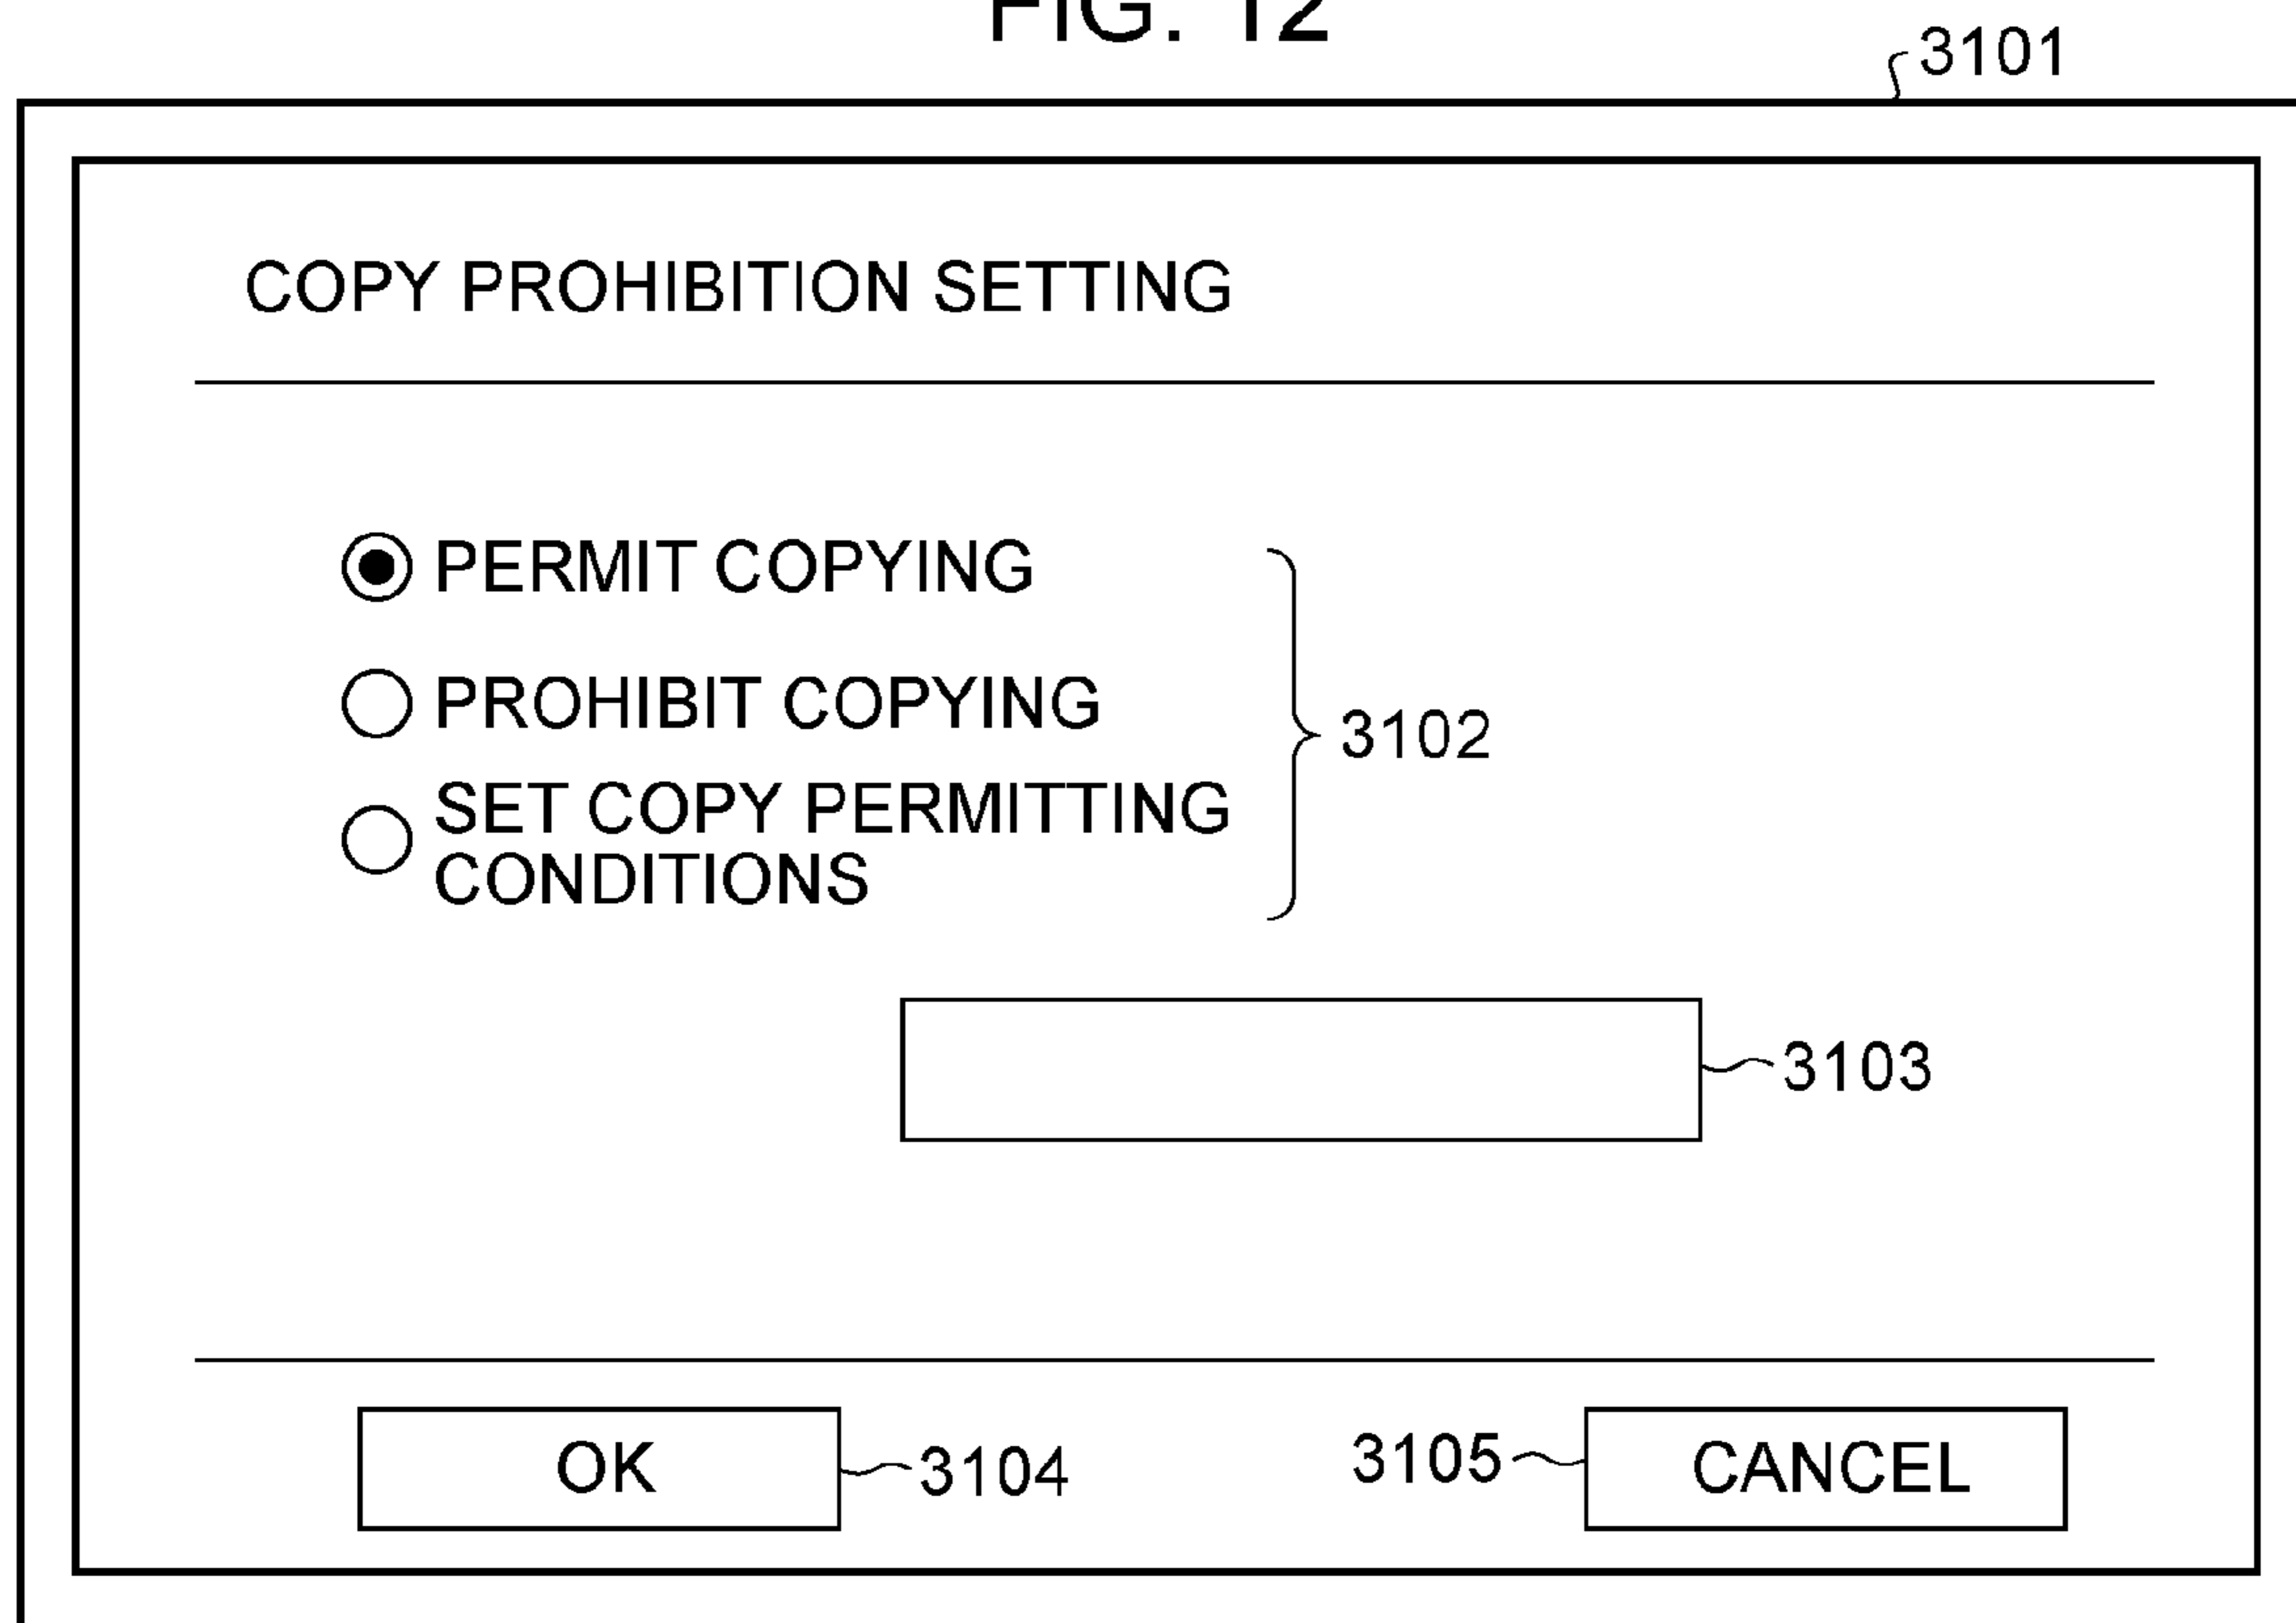 FIG. 12
3101
COPY PROHIBITION SETTING
PERMIT COPYING
PROHIBIT COPYING
3102
SET COPY PERMITTING
CONDITIONS
3103
OK
3104
3105
CANCEL